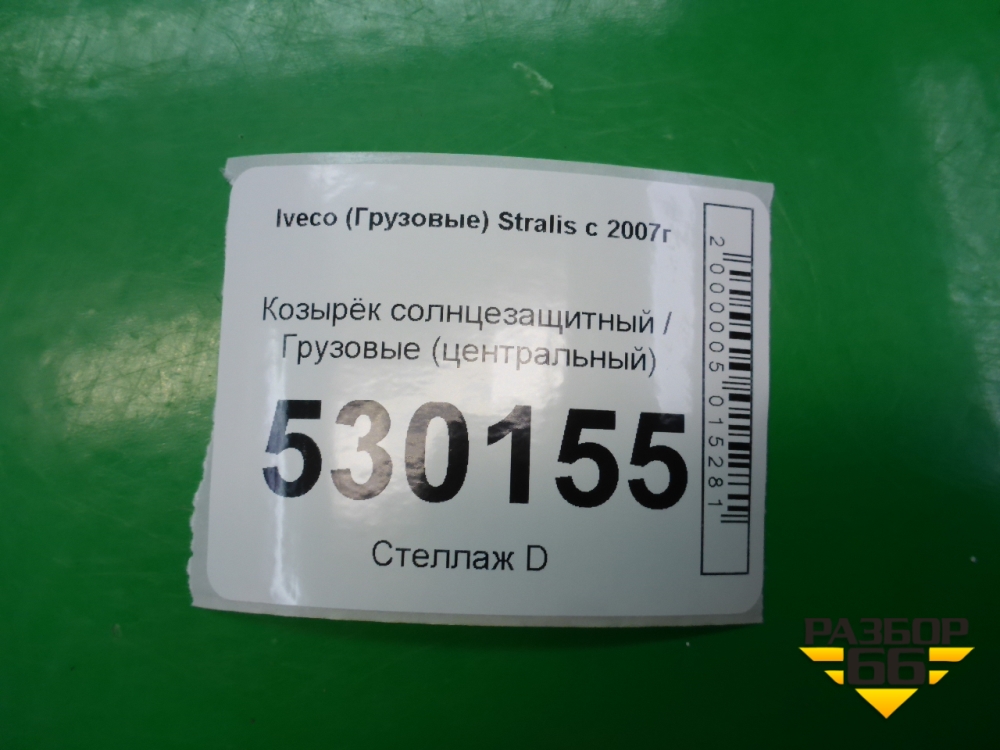 Iveco (Грузовые) Stralis с 2007г
Козырёк солнцезащитный /
Грузовые (центральный)
530155
Стеллаж D
2000005015281
РАЗБОР
66